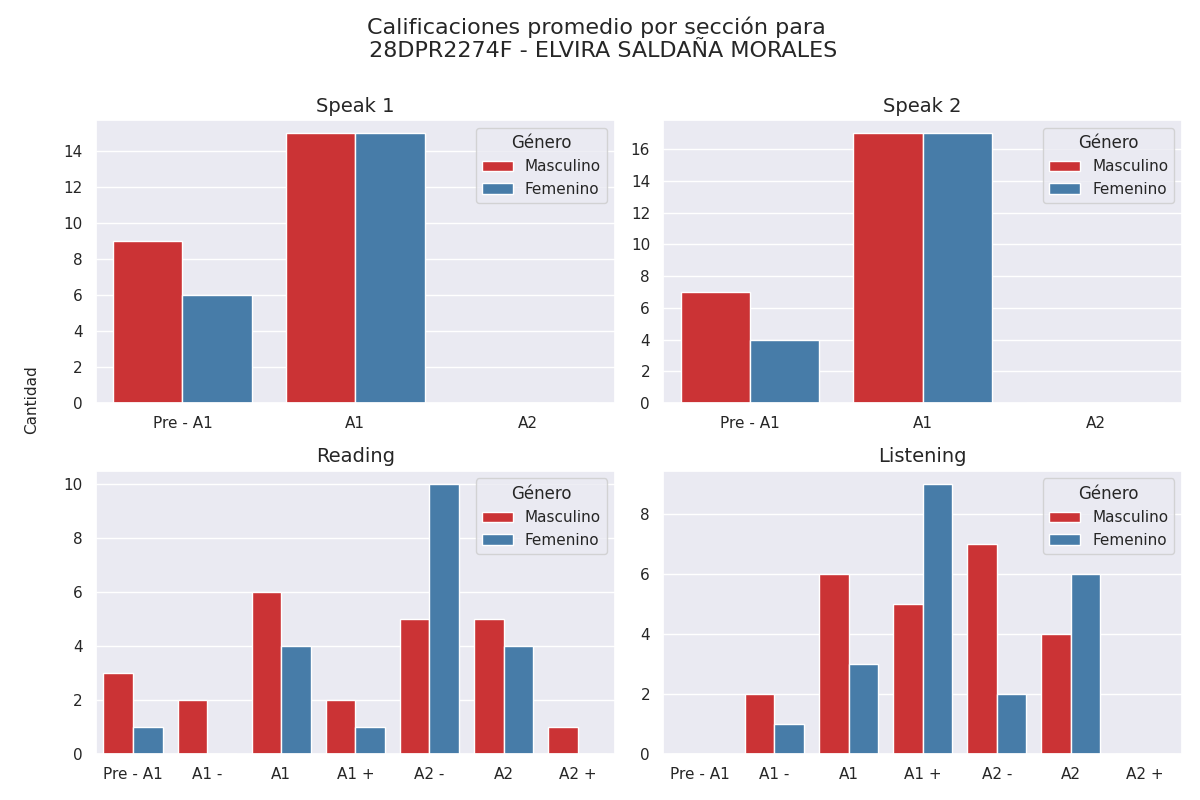 Calificaciones promedio por sección para
28DPR2274F - ELVIRA SALDAÑA MORALES
Cantidad
Speak 1
14
12
10
8
6
4
2
0
Pre - A1 A1 A2
Género
Masculino
Femenino
Speak 2
16
14
12
10
8
6
4
2
0
Pre - A1 A1 A2
Género
Masculino
Femenino
Reading
10
8
6
4
2
0
Pre - A1 A1 - A1 A1 + A2 - A2 A2 +
Género
Masculino
Femenino
Listening
8
6
4
2
0
Pre - A1 A1 - A1 A1 + A2 - A2 A2 +
Género
Masculino
Femenino